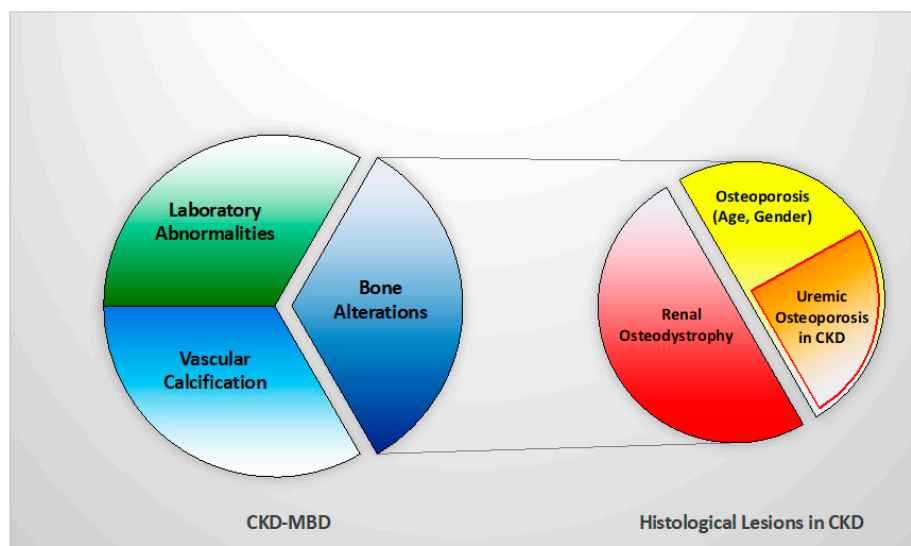 Laboratory
Abnormalities
Bone
Alterations
Vascular
Calcification
Osteoporosis
(Age, Gender)
Uremic
Osteoporosis
in CKD
Renal
Osteodystrophy
CKD-MBD
Histological Lesions in CKD